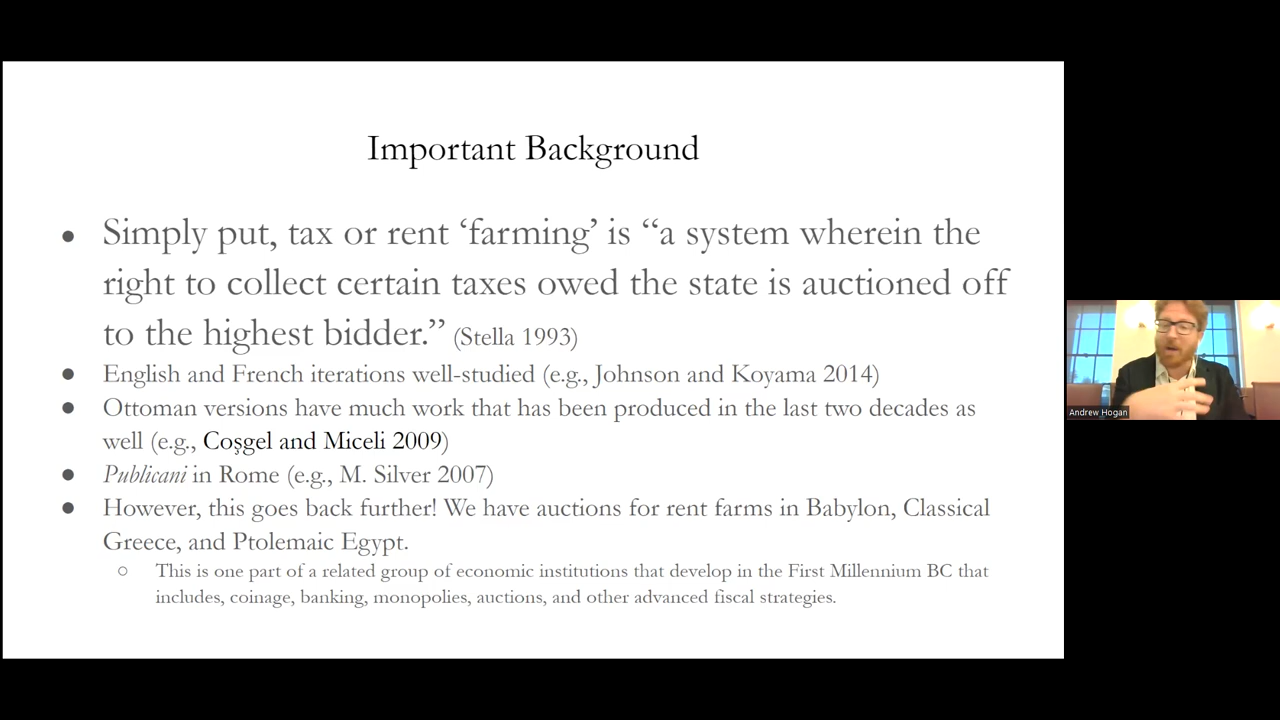 Important Background
● Simply put, tax or rent ‘farming’ is “a system wherein the
right to collect certain taxes owed the state is auctioned off
to the highest bidder.” (Stella 1993)
● English and French iterations well-studied (e.g., Johnson and Koyama 2014)
● Ottoman versions have much work that has been produced in the last two decades as
well (e.g., Coşgel and Miceli 2009)
● Publicani in Rome (e.g., M. Silver 2007)
● However, this goes back further! We have auctions for rent farms in Babylon, Classical
Greece, and Ptolemaic Egypt.
○ This is one part of a related group of economic institutions that develop in the First Millennium BC that
includes, coinage, banking, monopolies, auctions, and other advanced fiscal strategies.
Andrew Hogan